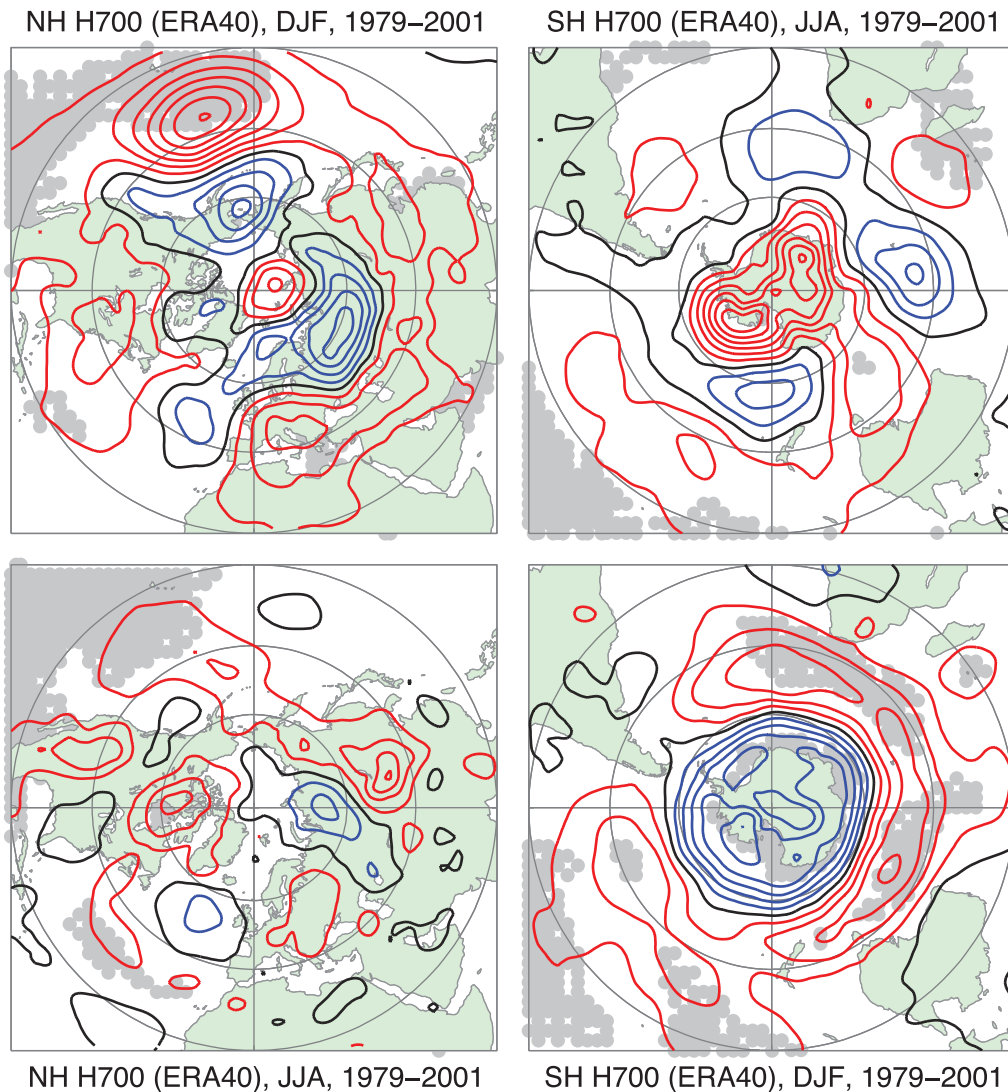 NH H700 (ERA40), DJF, 1979–2001
SH H700 (ERA40), JJA, 1979–2001
NH H700 (ERA40), JJA, 1979–2001
SH H700 (ERA40), DJF, 1979–2001